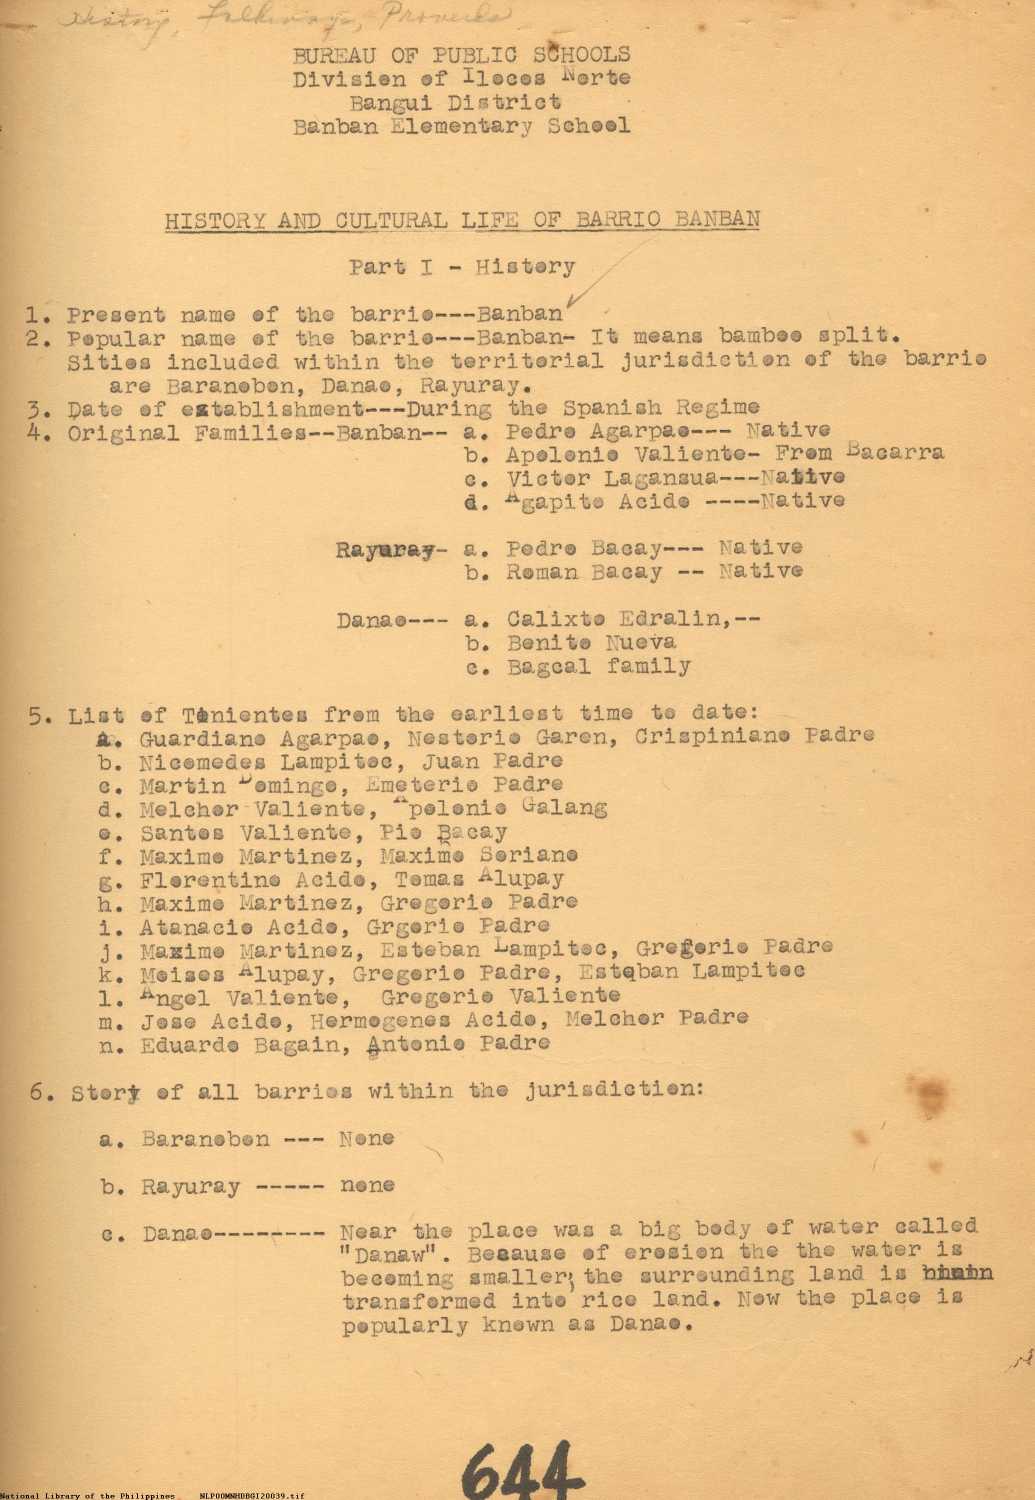 History, Folkways, Proverbs
BUREAU OF PUBLIC SCHOOLS
Division of Ilocos Norte
Bangui District
Banban Elementary School
HISTORY AND CULTURAL LIFE OF BARRIO BANBAN
Part I - History
1. Present name of the barrio---Banban
2. Popular name of the barrio---Banban- It means bamboo split.
Sitios included within the territorial jurisdiction of the barrio
are Baranobon, Danao, Rayuray.
3. Date of establishment---During the Spanish Regime
4. Original Families--Banban-- a. Pedro Agarpao--- Native
b. Apolonio Valiente- From Bacarra
c. Victor Lagansua---Native
d. Agapito Acido ----Native
Rayuray- a. Pedro Bacay--- Native
b. Roman Bacay -- Native
Danao--- a. Calixto Edralin,--
b. Benito Nueva
c. Bagcal family
5. List of Tenientes from the earliest time to date:
a. Guardiano Agarpao, Nestorio Garon, Crispiniano Padre
b. Nicomedes Lampitoc, Juan Padre
c. Martin Domingo, Emeterio Padre
d. Melchor Valiente, Apolonio Galang
e. Santos Valiente, Pio Bacay
f. Maximo Martinez, Maximo Soriano
g. Florentino Acido, Tomas Alupay
h. Maximo Martinez, Gregorio Padre
i. Atanacio Acido, Grgorio Padre
j. Maximo Martinez, Esteban Lampitoc, Gregorio Padre
k. Moises Alupay, Gregorio Padre, Esteban Lampitoc
l. Angel Valiente, Gregorio Valiente
m. Jose Acido, Hermogenes Acido, Melchor Padre
n. Eduardo Bagain, Antonio Padre
6. Story of all barrios within the jurisdiction:
a. Baranobon --- None
b. Rayuray ----- none
c. Danao-------- Near the place was a big body of water called
"Danaw". Because of erosion the the water is
becoming smaller; the surrounding land is
transformed into rice land. Now the place is
popularly known as Danao.
644
National Library of the Philippines NLPOOMNHDBGI20039.tif